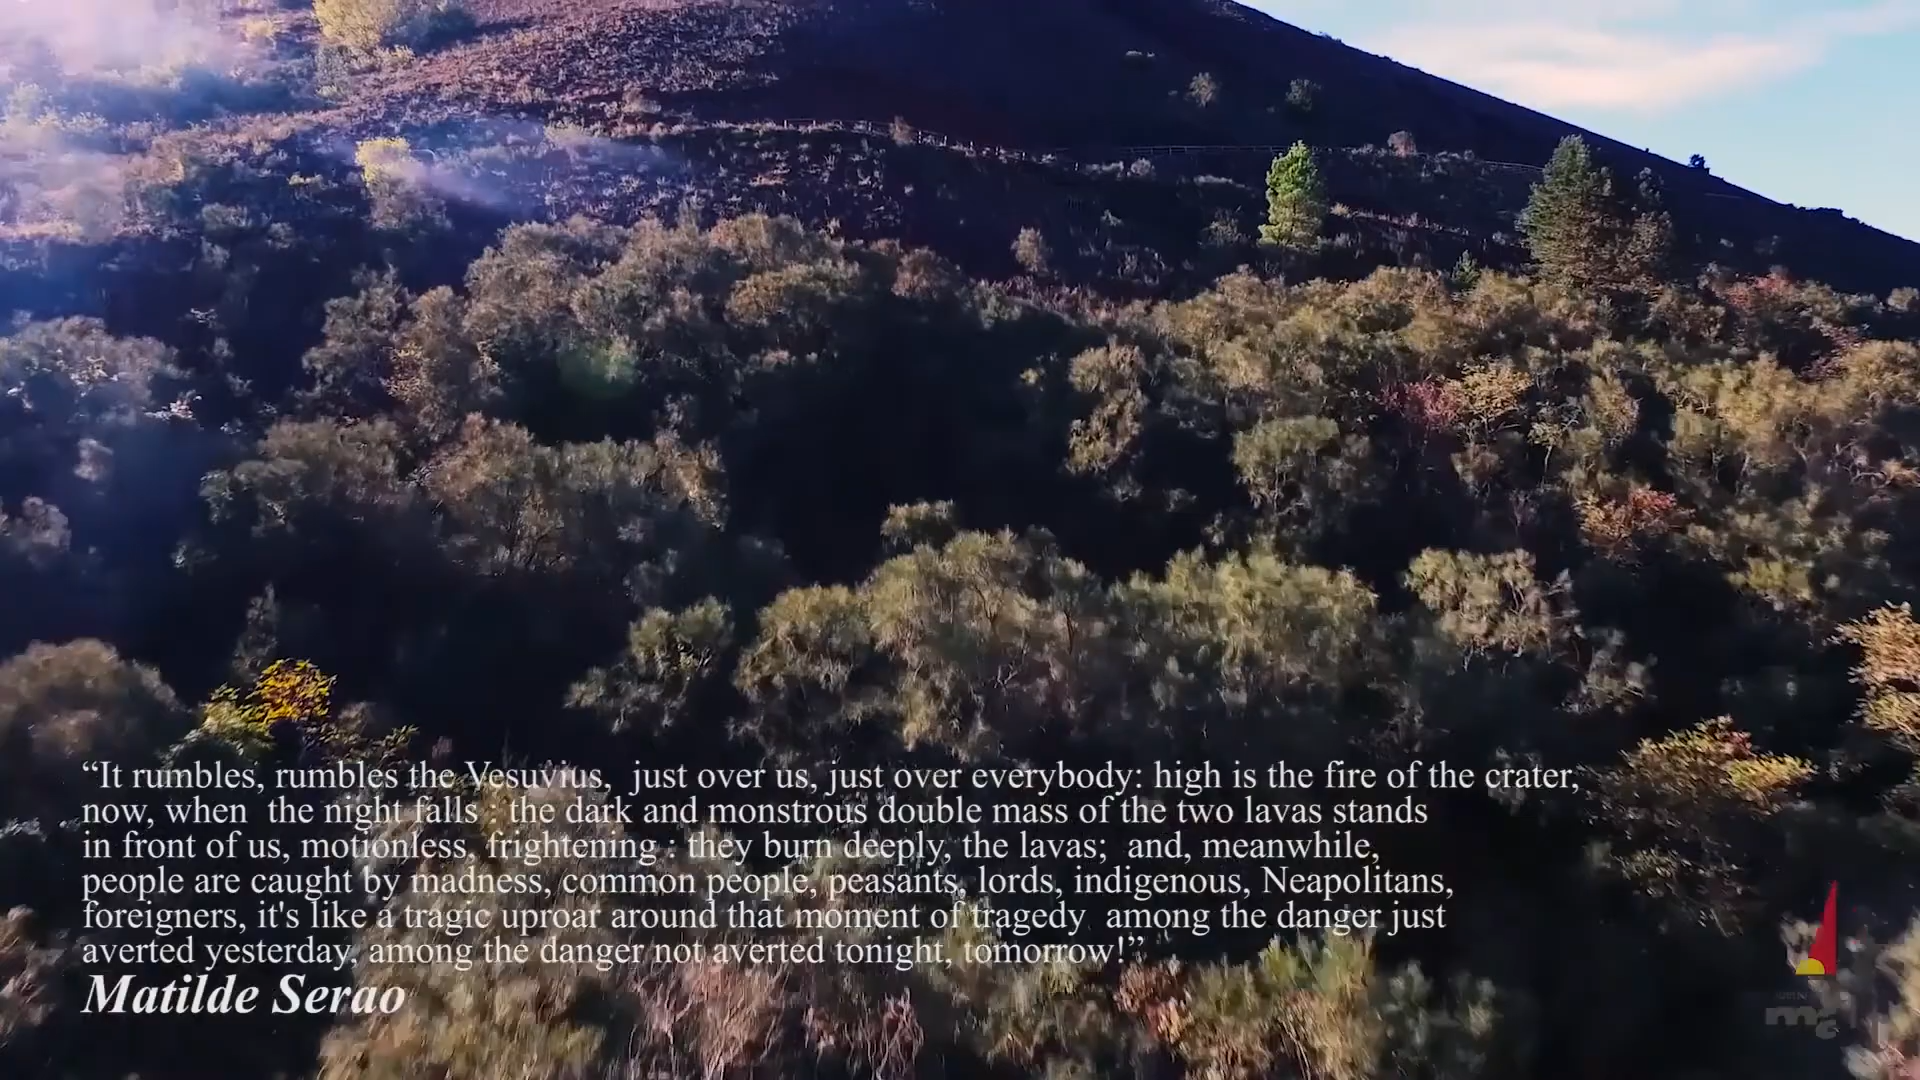 “It rumbles, rumbles the Vesuvius,  just over us, just over everybody: high is the fire of the crater,
now, when  the night falls : the dark and monstrous double mass of the two lavas stands
in front of us, motionless, frightening : they burn deeply, the lavas;  and, meanwhile,
people are caught by madness, common people, peasants, lords, indigenous, Neapolitans,
foreigners, it's like a tragic uproar around that moment of tragedy  among the danger just
averted yesterday, among the danger not averted tonight, tomorrow!”
Matilde Serao